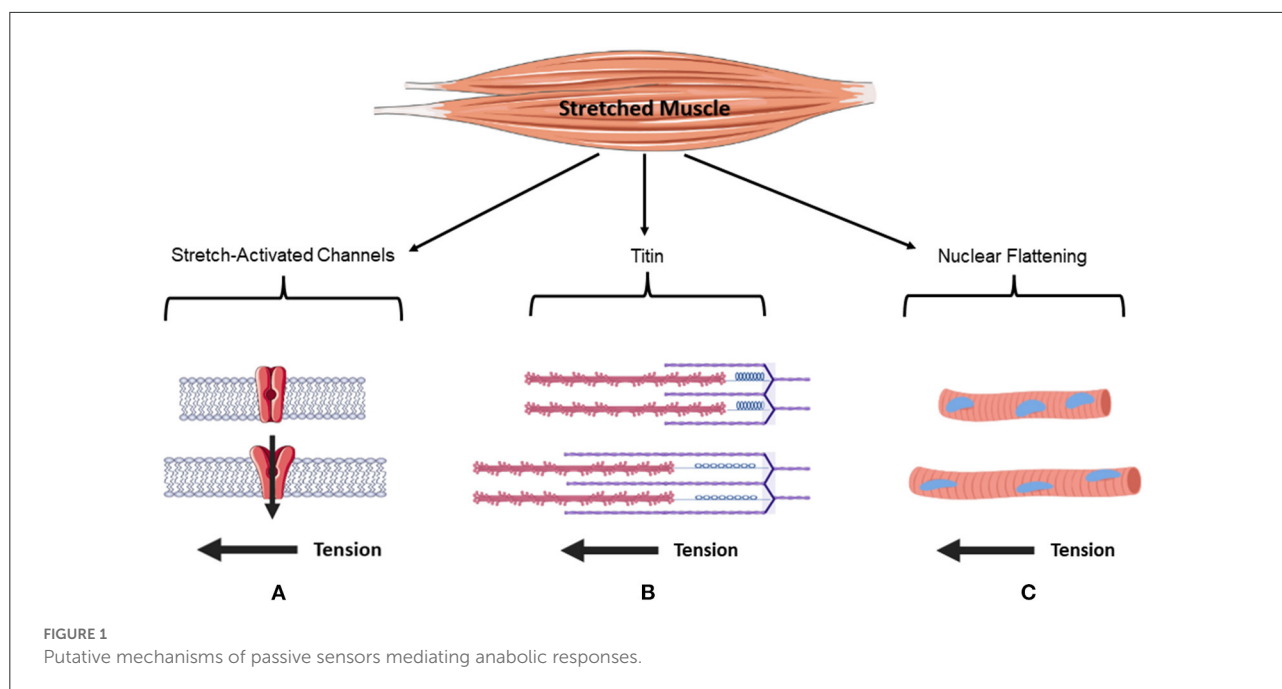 Stretched Muscle
Stretch-Activated Channels
Titin
Nuclear Flattening
Tension
Tension
Tension
A
B
C
FIGURE 1
Putative mechanisms of passive sensors mediating anabolic responses.